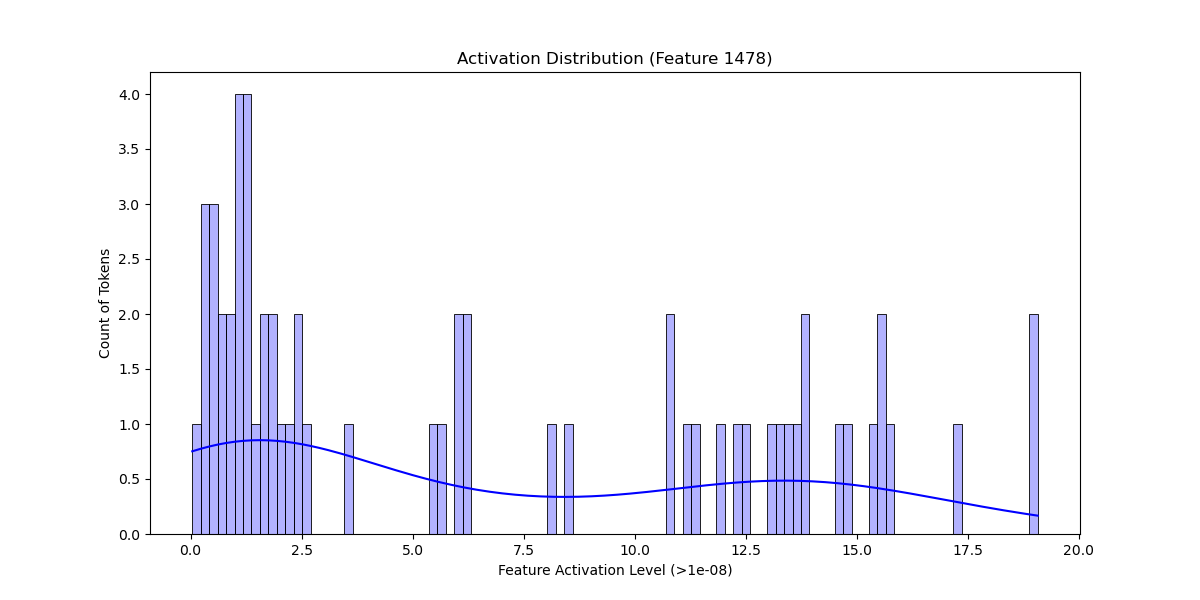 Activation Distribution (Feature 1478)
4.0
3.5
3.0
2.5
2.0
1.5
1.0
0.5
0.0
Count of Tokens
0.0 2.5 5.0 7.5 10.0 12.5 15.0 17.5 20.0
Feature Activation Level (>1e-08)